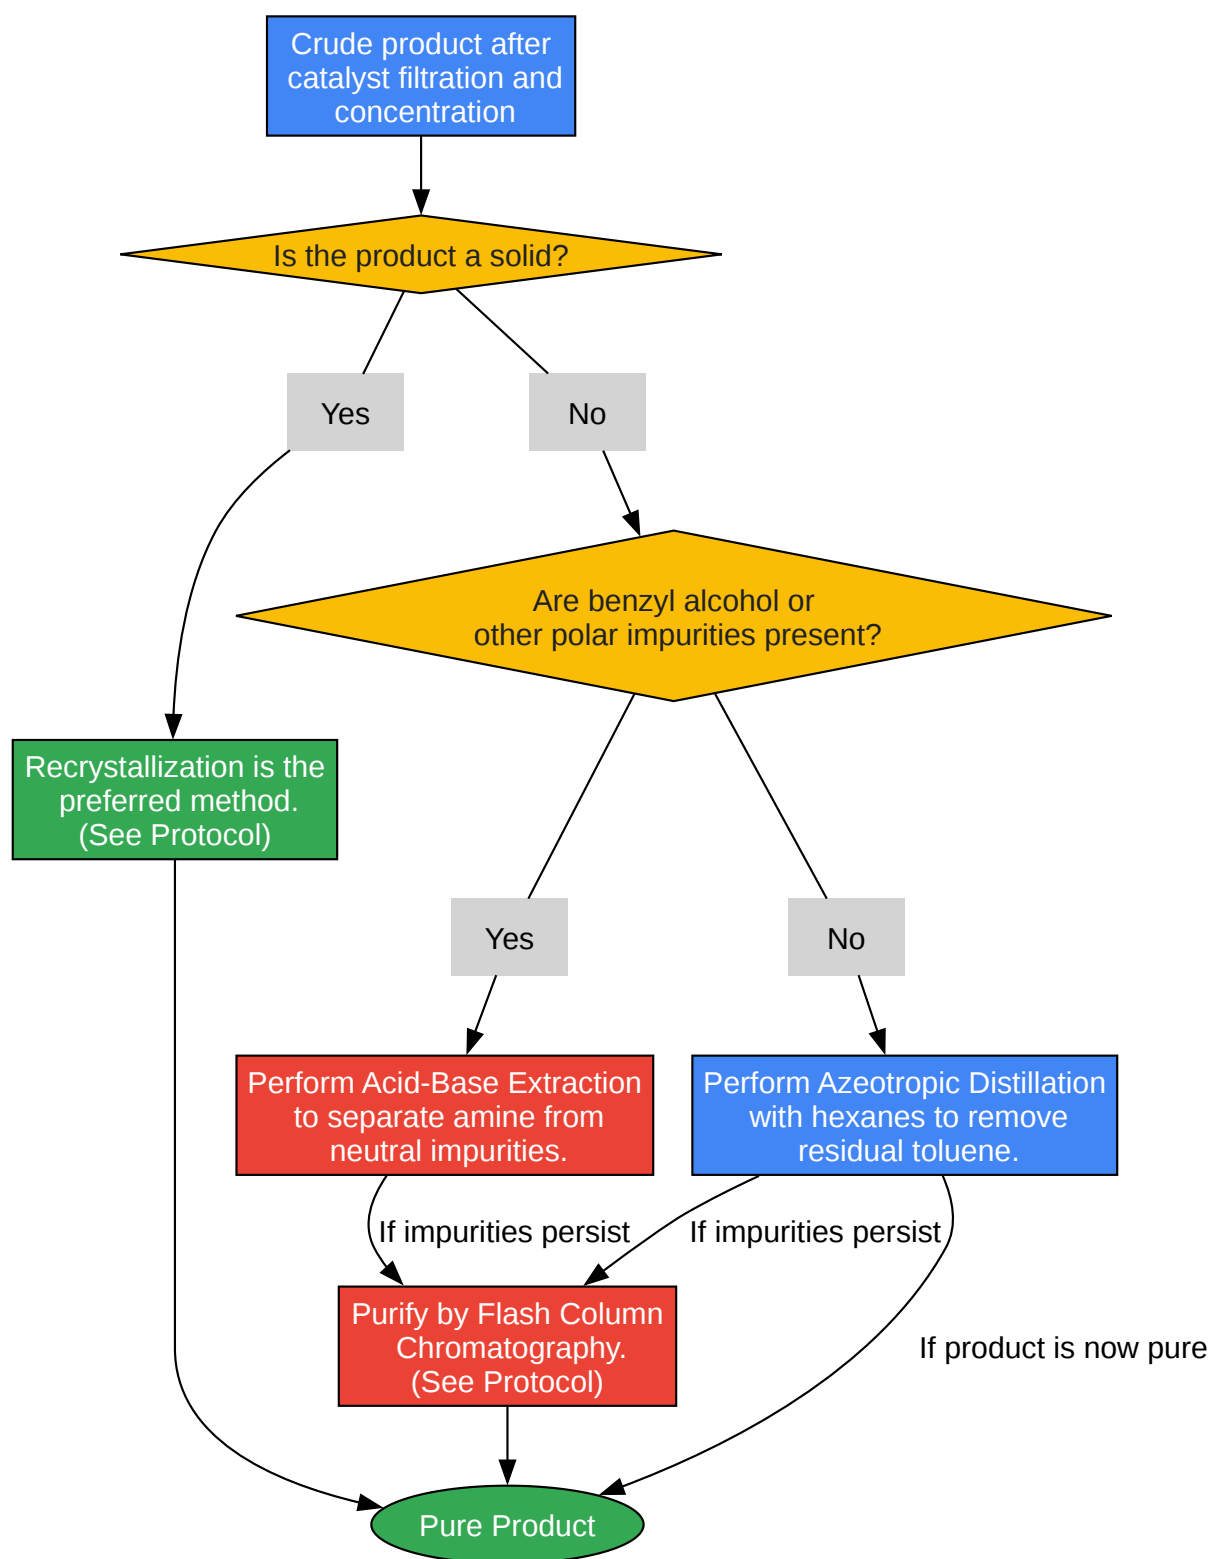 Crude product after
catalyst filtration and
concentration
Is the product a solid?
Yes
No
Are benzyl alcohol or
other polar impurities present?
Recrystallization is the
preferred method.
(See Protocol)
Yes
No
Perform Acid-Base Extraction
to separate amine from
neutral impurities.
Perform Azeotropic Distillation
with hexanes to remove
residual toluene.
If impurities persist
If impurities persist
Purify by Flash Column
Chromatography.
(See Protocol)
If product is now pure
Pure Product